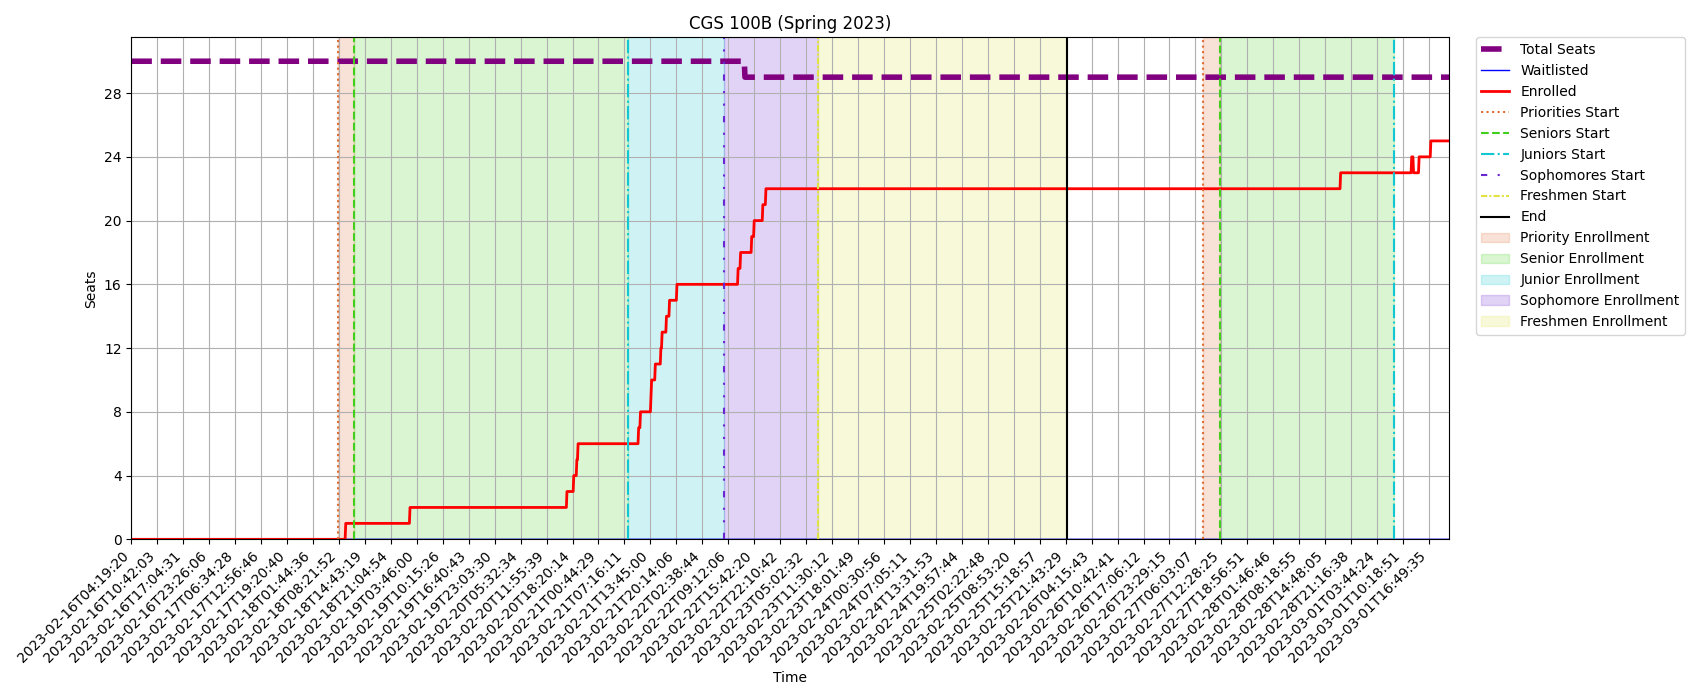 CGS 100B (Spring 2023)
Seats
28
24
20
16
12
8
4
0
2023-02-16T04:19:20
2023-02-16T10:42:03
2023-02-16T17:04:31
2023-02-16T23:26:06
2023-02-17T06:34:28
2023-02-17T12:56:46
2023-02-17T19:20:40
2023-02-18T01:44:36
2023-02-18T08:21:52
2023-02-18T14:43:19
2023-02-18T21:04:54
2023-02-19T03:46:00
2023-02-19T10:15:26
2023-02-19T16:40:43
2023-02-19T23:03:30
2023-02-20T05:32:34
2023-02-20T11:55:39
2023-02-20T18:20:14
2023-02-21T00:44:29
2023-02-21T07:16:11
2023-02-21T13:45:00
2023-02-21T20:14:06
2023-02-22T02:38:44
2023-02-22T09:12:06
2023-02-22T15:42:20
2023-02-22T22:10:42
2023-02-23T05:02:32
2023-02-23T11:30:12
2023-02-23T18:01:49
2023-02-24T00:30:56
2023-02-24T07:05:11
2023-02-24T13:31:53
2023-02-24T19:57:44
2023-02-25T02:22:48
2023-02-25T08:53:20
2023-02-25T15:18:57
2023-02-25T21:43:29
2023-02-26T04:15:43
2023-02-26T10:42:41
2023-02-26T17:06:12
2023-02-26T23:29:15
2023-02-27T06:03:07
2023-02-27T12:28:25
2023-02-27T18:56:51
2023-02-28T01:46:46
2023-02-28T08:18:55
2023-02-28T14:48:05
2023-02-28T21:16:38
2023-03-01T03:44:24
2023-03-01T10:18:51
2023-03-01T16:49:35
Time
Total Seats
Waitlisted
Enrolled
Priorities Start
Seniors Start
Juniors Start
Sophomores Start
Freshmen Start
End
Priority Enrollment
Senior Enrollment
Junior Enrollment
Sophomore Enrollment
Freshmen Enrollment